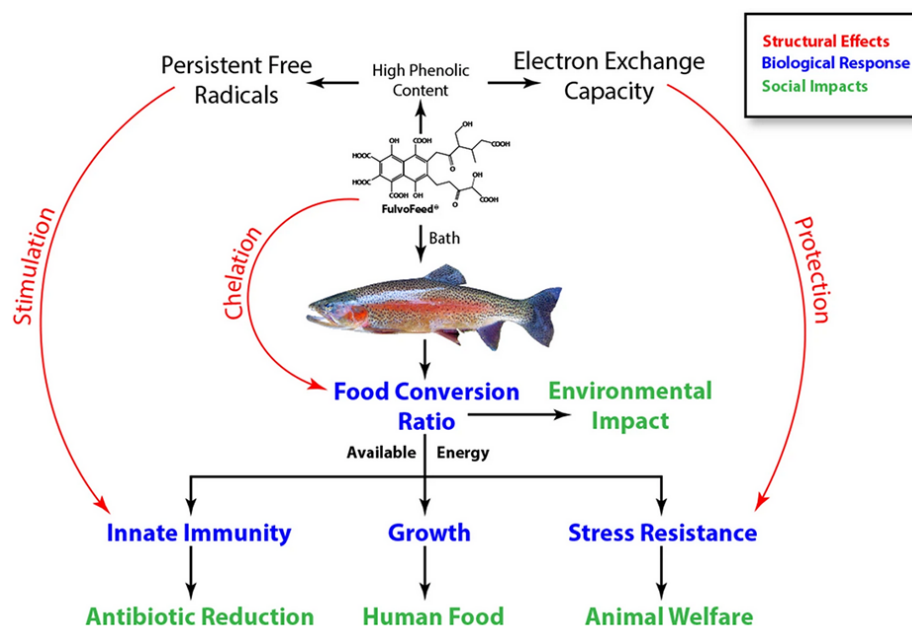 Structural Effects
Biological Response
Social Impacts
Persistent Free
Radicals
High Phenolic
Content
Electron Exchange
Capacity
OH
OH
COOH
COOH
HOOC
O
OH
HOOC
COOH
OH
O
COOH
FulvoFeed®
Bath
Stimulation
Chelation
Protection
Food Conversion
Ratio
Environmental
Impact
Available Energy
Innate Immunity
Growth
Stress Resistance
Antibiotic Reduction
Human Food
Animal Welfare